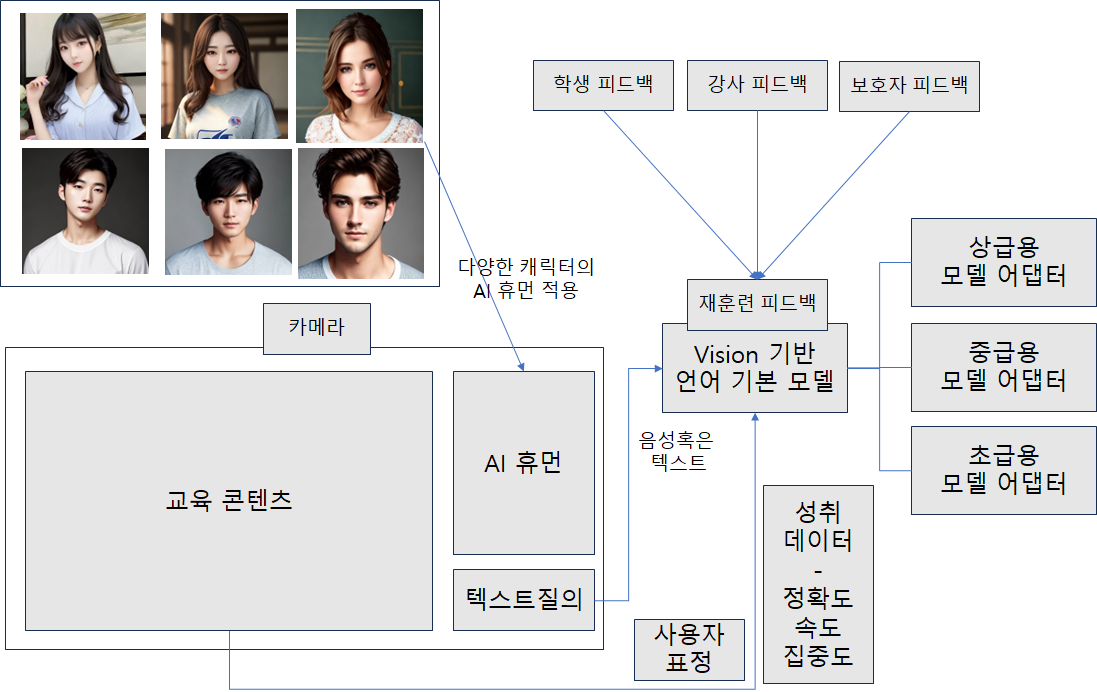 학생 피드백
강사 피드백
보호자 피드백
다양한 캐릭터의
AI 휴먼 적용
카메라
재훈련 피드백
Vision 기반
언어 기본 모델
상급용
모델 어댑터
중급용
모델 어댑터
초급용
모델 어댑터
교육 콘텐츠
AI 휴먼
텍스트질의
음성혹은
텍스트
사용자
표정
성취
데이터
-
정확도
속도
집중도